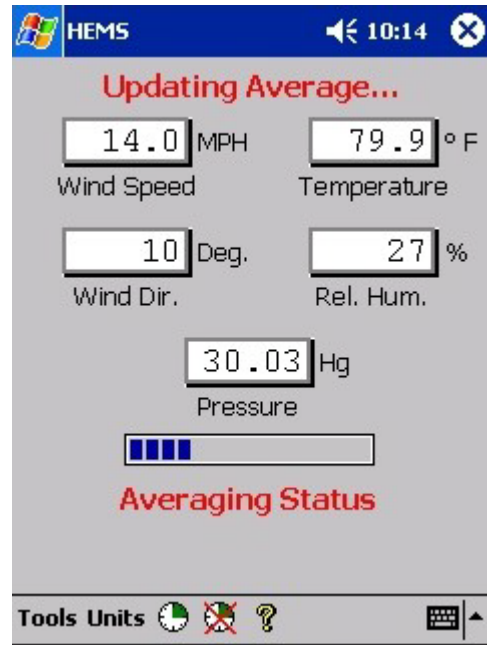 HEMS 10:14
Updating Average...
14.0 MPH 79.9 ° F
Wind Speed Temperature
10 Deg. 27 %
Wind Dir. Rel. Hum.
30.03 Hg
Pressure
Averaging Status
Tools Units ?